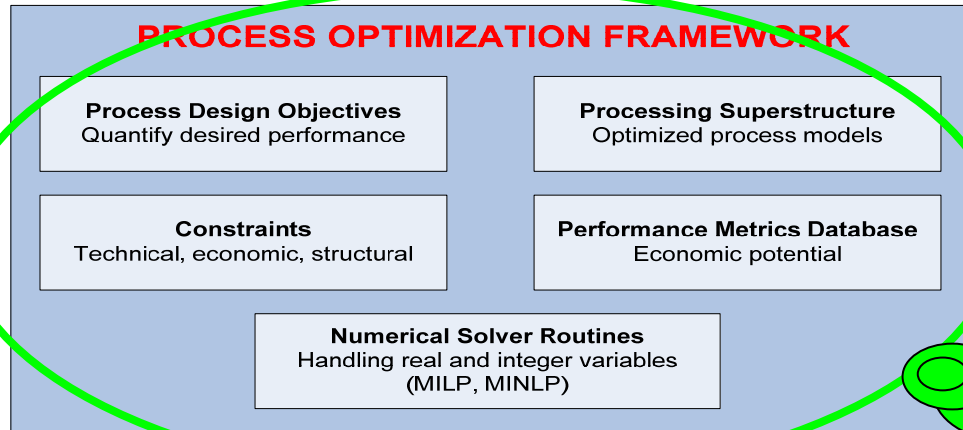 PROCESS OPTIMIZATION FRAMEWORK
Process Design Objectives
Quantify desired performance
Processing Superstructure
Optimized process models
Constraints
Technical, economic, structural
Performance Metrics Database
Economic potential
Numerical Solver Routines
Handling real and integer variables
(MILP, MINLP)